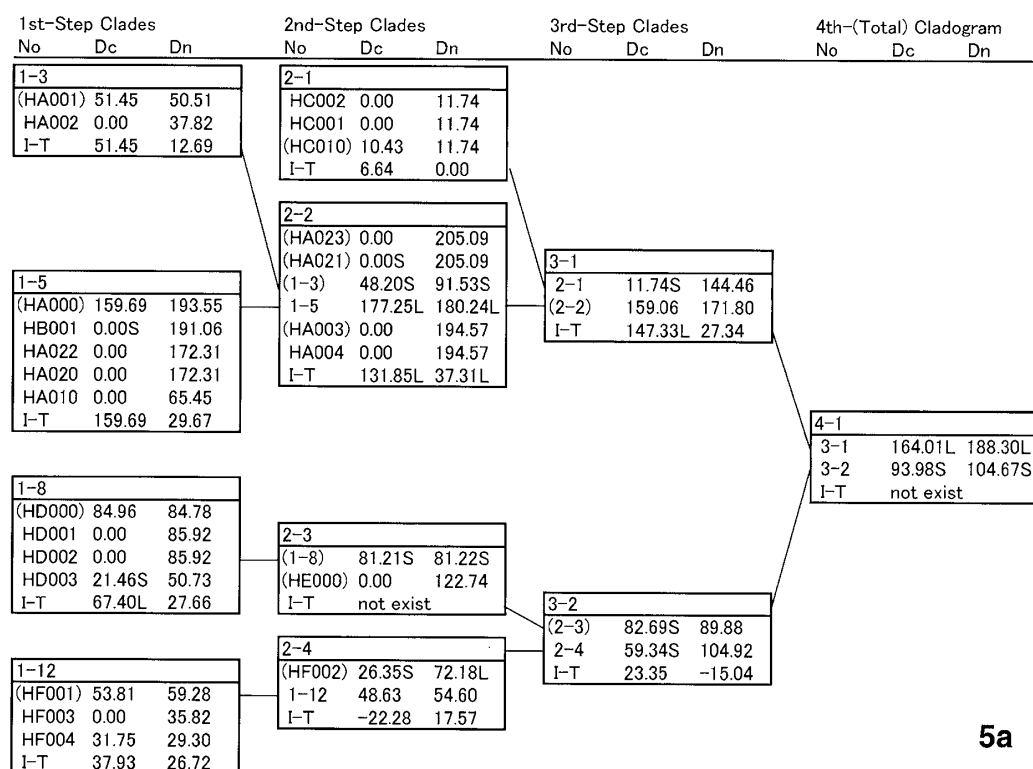 1st-Step Clades
No Dc Dn
1-3
(HA001) 51.45 50.51
HA002 0.00 37.82
I-T 51.45 12.69
1-5
(HA000) 159.69 193.55
HB001 0.00S 191.06
HA022 0.00 172.31
HA020 0.00 172.31
HA010 0.00 65.45
I-T 159.69 29.67
1-8
(HD000) 84.96 84.78
HD001 0.00 85.92
HD002 0.00 85.92
HD003 21.46S 50.73
I-T 67.40L 27.66
1-12
(HF001) 53.81 59.28
HF003 0.00 35.82
HF004 31.75 29.30
I-T 37.93 26.72
2nd-Step Clades
No Dc Dn
2-1
HC002 0.00 11.74
HC001 0.00 11.74
(HC010) 10.43 11.74
I-T 6.64 0.00
2-2
(HA023) 0.00 205.09
(HA021) 0.00S 205.09
(1-3) 48.20S 91.53S
1-5 177.25L 180.24L
(HA003) 0.00 194.57
HA004 0.00 194.57
I-T 131.85L 37.31L
2-3
(1-8) 81.21S 81.22S
(HE000) 0.00 122.74
I-T not exist
2-4
(HF002) 26.35S 72.18L
1-12 48.63 54.60
I-T -22.28 17.57
3rd-Step Clades
No Dc Dn
3-1
2-1 11.74S 144.46
(2-2) 159.06 171.80
I-T 147.33L 27.34
3-2
(2-3) 82.69S 89.88
2-4 59.34S 104.92
I-T 23.35 -15.04
4th-(Total) Cladogram
No Dc Dn
4-1
3-1 164.01L 188.30L
3-2 93.98S 104.67S
I-T not exist
5a